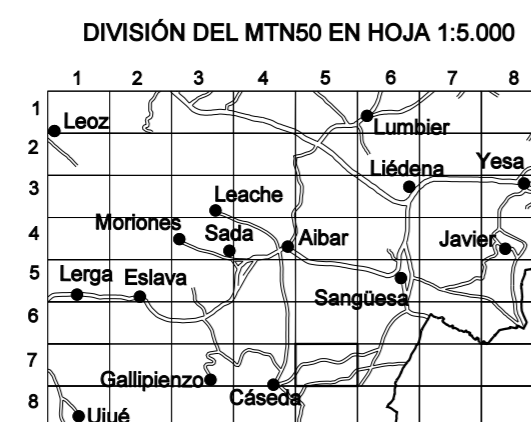 DIVISIÓN DEL MTN50 EN HOJA 1:5.000
1 2 3 4 5 6 7 8
1
Leoz
Lumbier
2
Liédena
Yesa
3
Leache
Moriones
Sada
4
Aibar
Javier
5
Lerga
Eslava
Sangüesa
6
7
Gallipienzo
Cáseda
8
Ujué